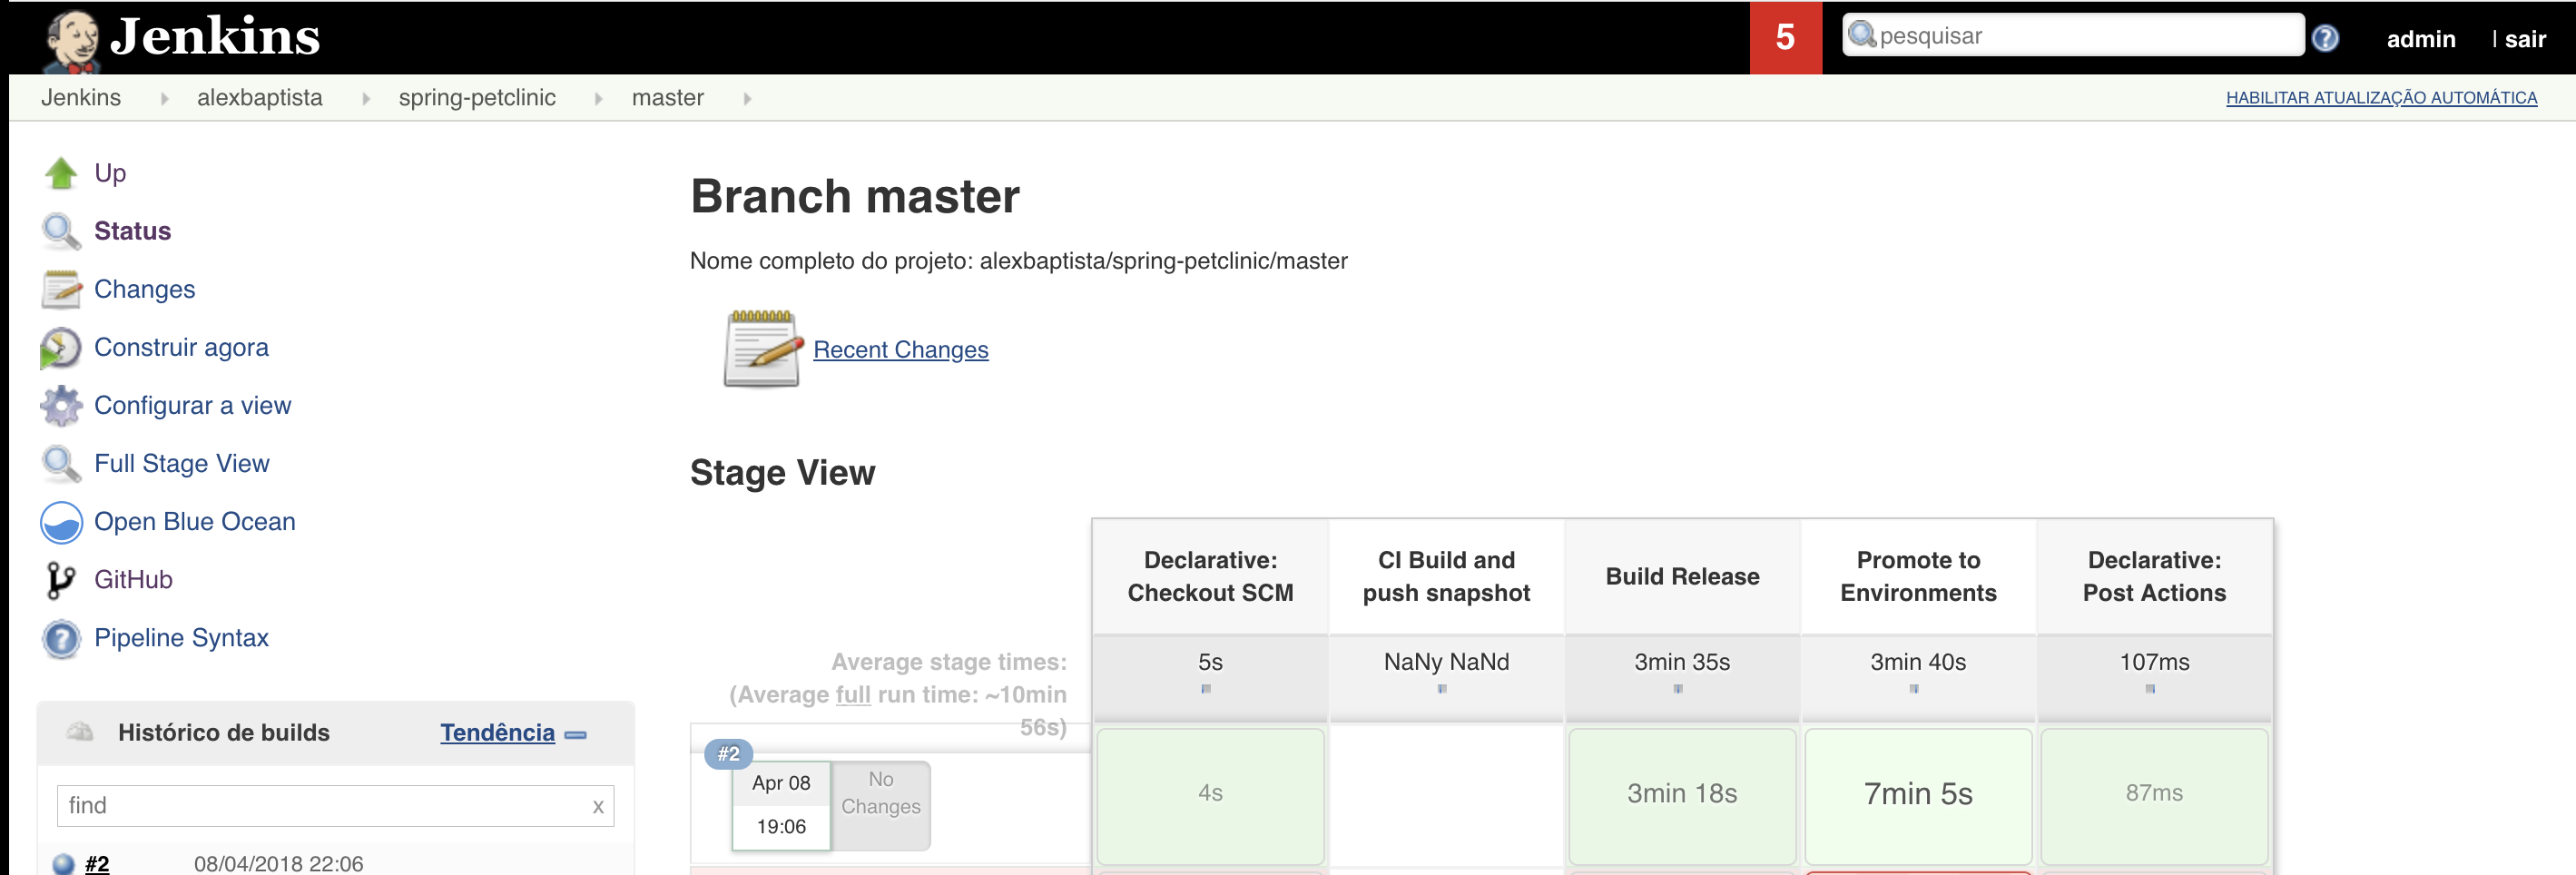 Jenkins
5
pesquisar
admin
| sair
Jenkins
alexbaptista
spring-petclinic
master
HABILITAR ATUALIZAÇÃO AUTOMÁTICA
Up
Status
Changes
Construir agora
Configurar a view
Full Stage View
Open Blue Ocean
GitHub
Pipeline Syntax
Histórico de builds
Tendência
find
x
#2
08/04/2018 22:06
Branch master
Nome completo do projeto: alexbaptista/spring-petclinic/master
Recent Changes
Stage View
Declarative:
Checkout SCM
CI Build and
push snapshot
Build Release
Promote to
Environments
Declarative:
Post Actions
Average stage times:
(Average full run time: ~10min
56s)
5s
NaNy NaNd
3min 35s
3min 40s
107ms
#2
Apr 08
19:06
No
Changes
4s
3min 18s
7min 5s
87ms